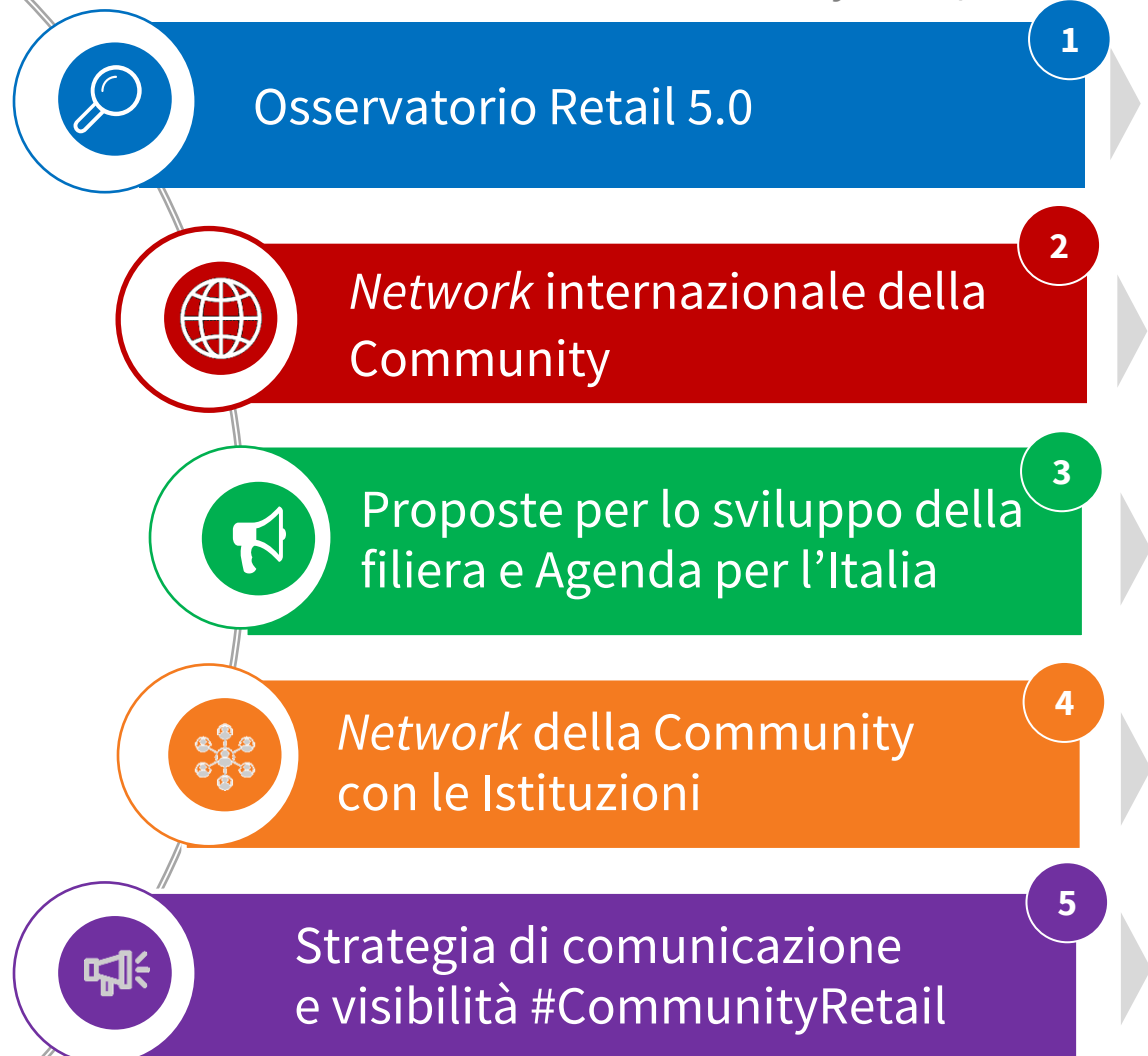 1
Osservatorio Retail 5.0
2
Network internazionale della
Community
3
Proposte per lo sviluppo della
filiera e Agenda per l’Italia
4
Network della Community
con le Istituzioni
5
Strategia di comunicazione
e visibilità #CommunityRetail